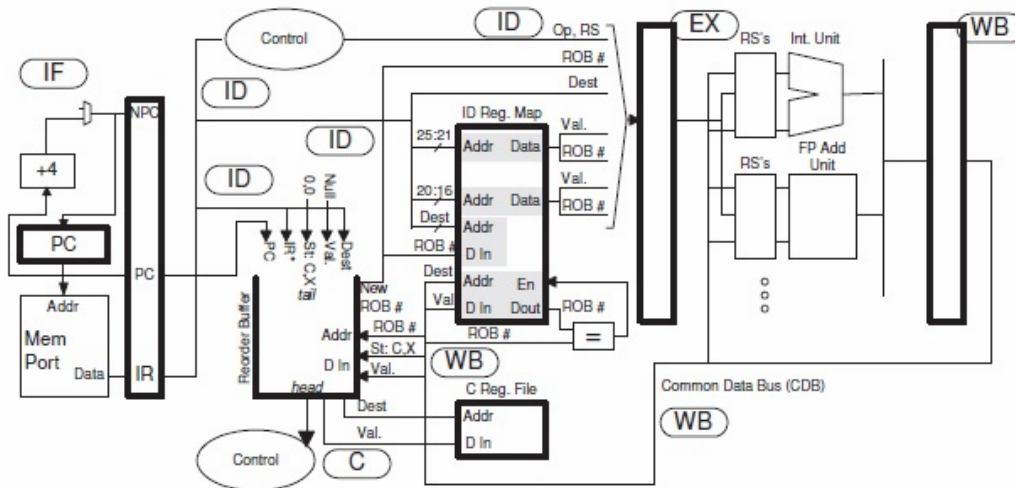 ID
Op, RS
EX
WB
RS's
Int. Unit
Control
ROB #
IF
ID
Dest
NPC
ID
ID Reg. Map
25:21
Addr
Data
Val.
ROB #
FP Add
Unit
RS's
+4
ID
Null
0,0
20:16
Addr
Data
Val.
ROB #
Dest
Addr
PC
ROB #
D In
PC
IR*
St: C,X
Val.
Dest
tail
PC
Dest
Addr
En
New
ROB #
Val
D In
Dout
ROB #
Addr
Mem
Port
Data
IR
Reorder Buffer
Addr
D In
head
ROB #
ROB #
=
St: C,X
Val.
WB
C Reg. File
Common Data Bus (CDB)
Dest
Addr
WB
Val.
D In
Control
C